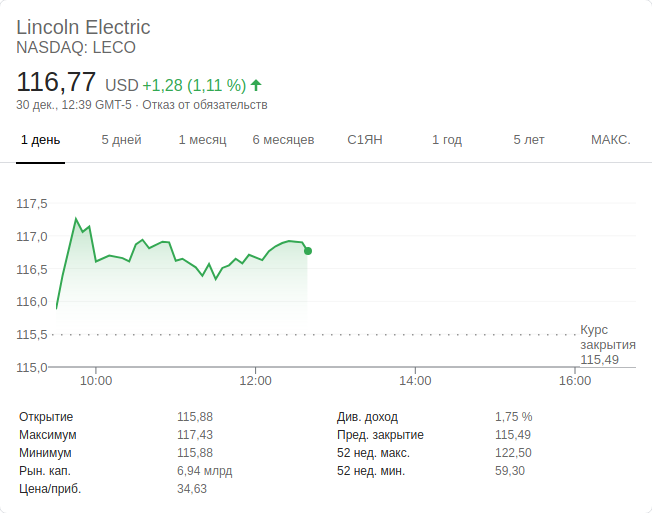 Lincoln Electric
NASDAQ: LECO
116,77 USD +1,28 (1,11 %)
30 дек., 12:39 GMT-5 · Отказ от обязательств
1 день 5 дней 1 месяц 6 месяцев С1ЯН 1 год 5 лет МАКС.
117,5
117,0
116,5
116,0
115,5
Курс
закрытия
115,49
115,0
10:00 12:00 14:00 16:00
Открытие 115,88 Див. доход 1,75 %
Максимум 117,43 Пред. закрытие 115,49
Минимум 115,88 52 нед. макс. 122,50
Рын. кап. 6,94 млрд 52 нед. мин. 59,30
Цена/приб. 34,63